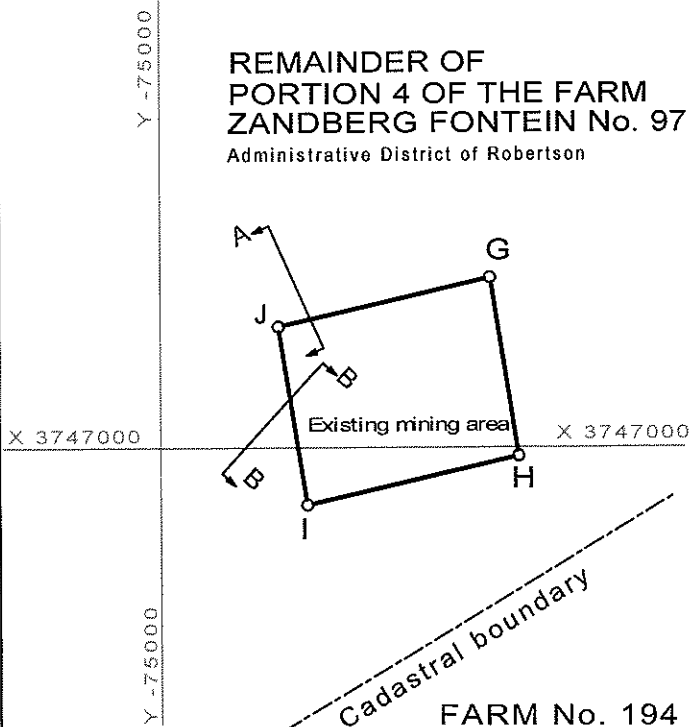 Y -75000
REMAINDER OF
PORTION 4 OF THE FARM
ZANDBERG FONTEIN No. 97
Administrative District of Robertson
A
G
J
B
Existing mining area
X 3747000
X 3747000
B
H
I
Cadastral boundary
Y -75000
FARM No. 194